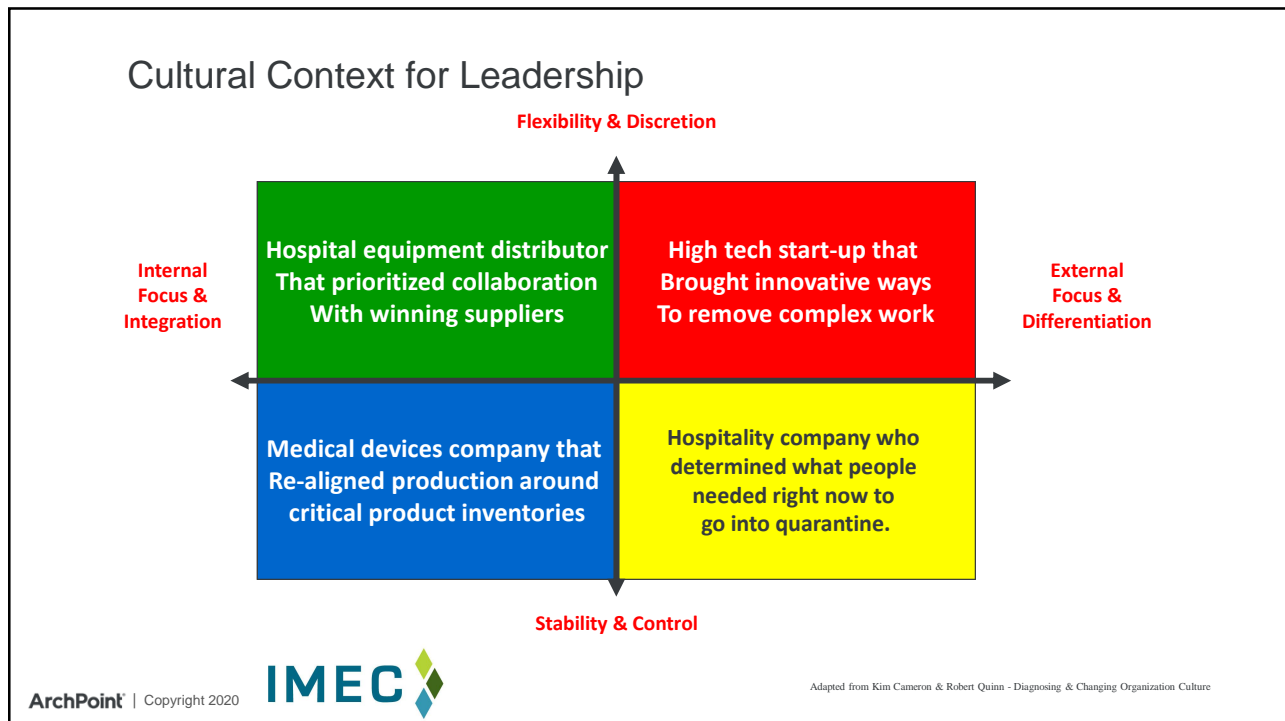 Cultural Context for Leadership
Flexibility & Discretion
Internal
Focus &
Integration
Hospital equipment distributor
That prioritized collaboration
With winning suppliers
High tech start-up that
Brought innovative ways
To remove complex work
External
Focus &
Differentiation
Medical devices company that
Re-aligned production around
critical product inventories
Hospitality company who
determined what people
needed right now to
go into quarantine.
Stability & Control
ArchPoint | Copyright 2020
IMEC
Adapted from Kim Cameron & Robert Quinn - Diagnosing & Changing Organization Culture